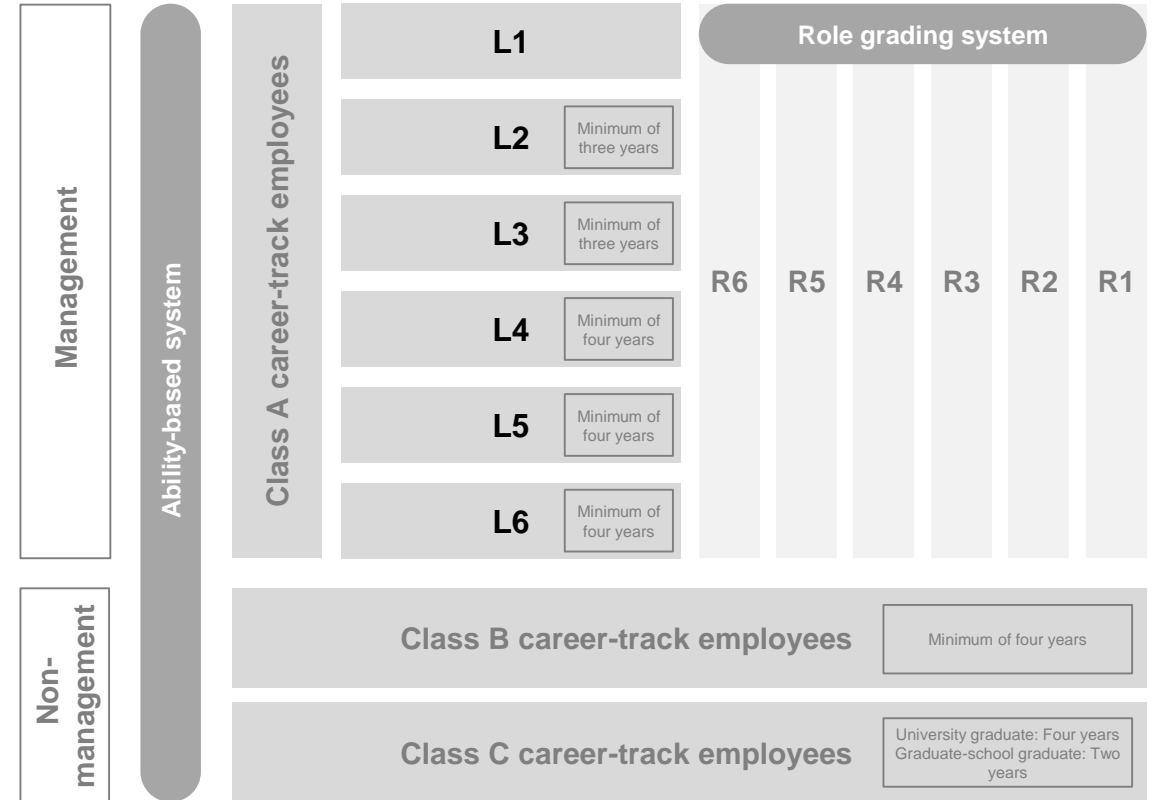 Management
Non-
management
Ability-based system
Class A career-track employees
L1
L2
Minimum of
three years
L3
Minimum of
three years
L4
Minimum of
four years
L5
Minimum of
four years
L6
Minimum of
four years
Role grading system
R6 R5 R4 R3 R2 R1
Class B career-track employees
Minimum of four years
Class C career-track employees
University graduate: Four years
Graduate-school graduate: Two
years